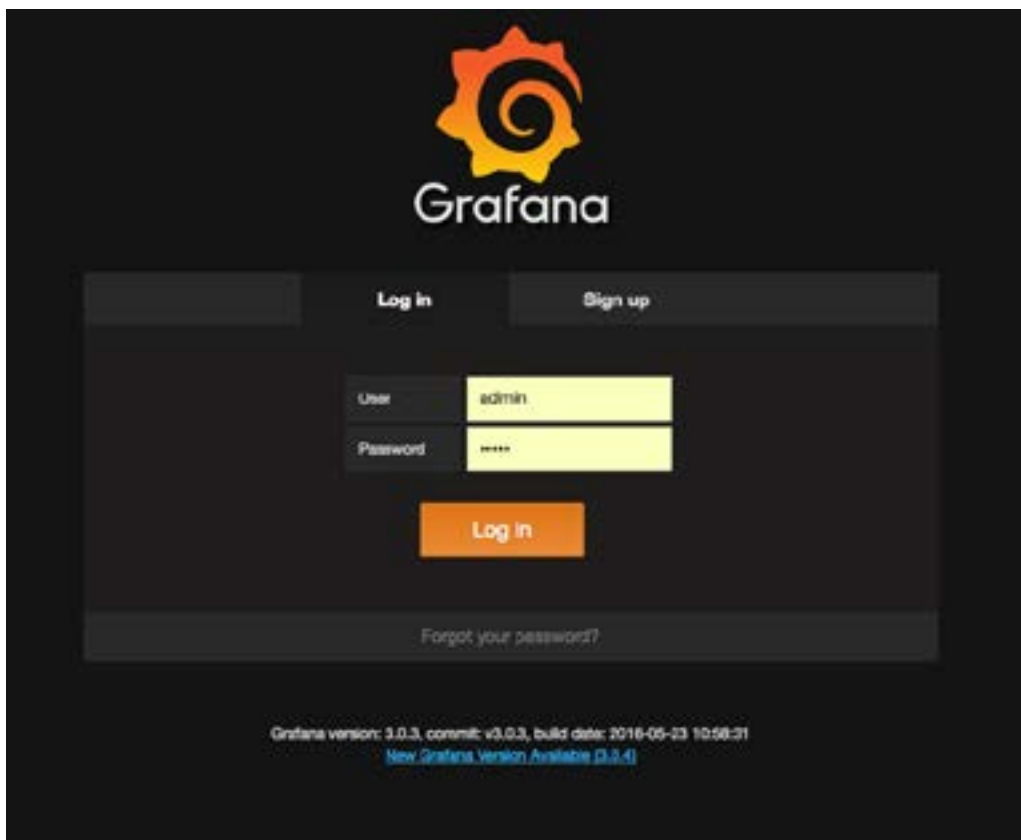 Grafana
Log in Sign up
User admin
Password •••••
Log in
Forgot your password?
Grafana version: 3.0.3, commit: v3.0.3, build date: 2016-05-23 10:58:31
New Grafana Version Available (3.0.4)